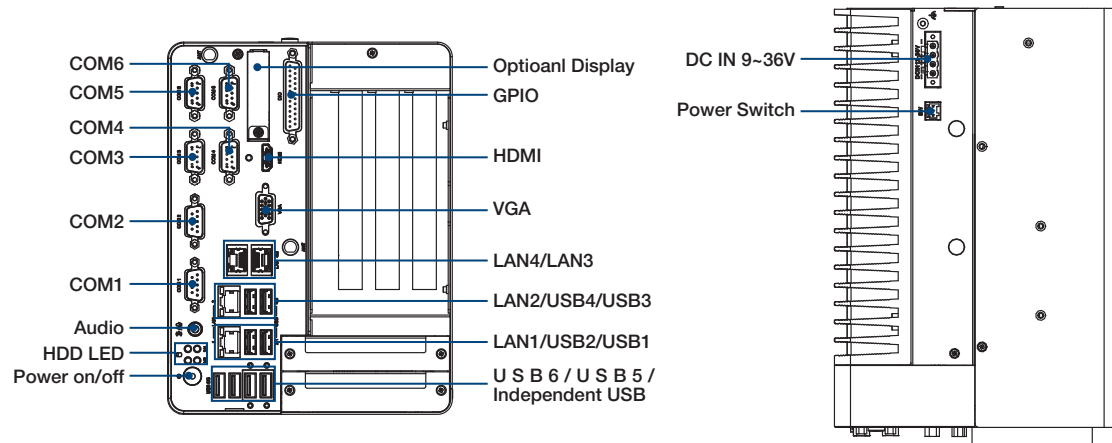 COM6
COM5
COM4
COM3
COM2
COM1
Audio
HDD LED
Power on/off
Optioanl Display
GPIO
HDMI
VGA
LAN4/LAN3
LAN2/USB4/USB3
LAN1/USB2/USB1
U S B 6 / U S B 5 /
Independent USB
DC IN 9~36V
Power Switch